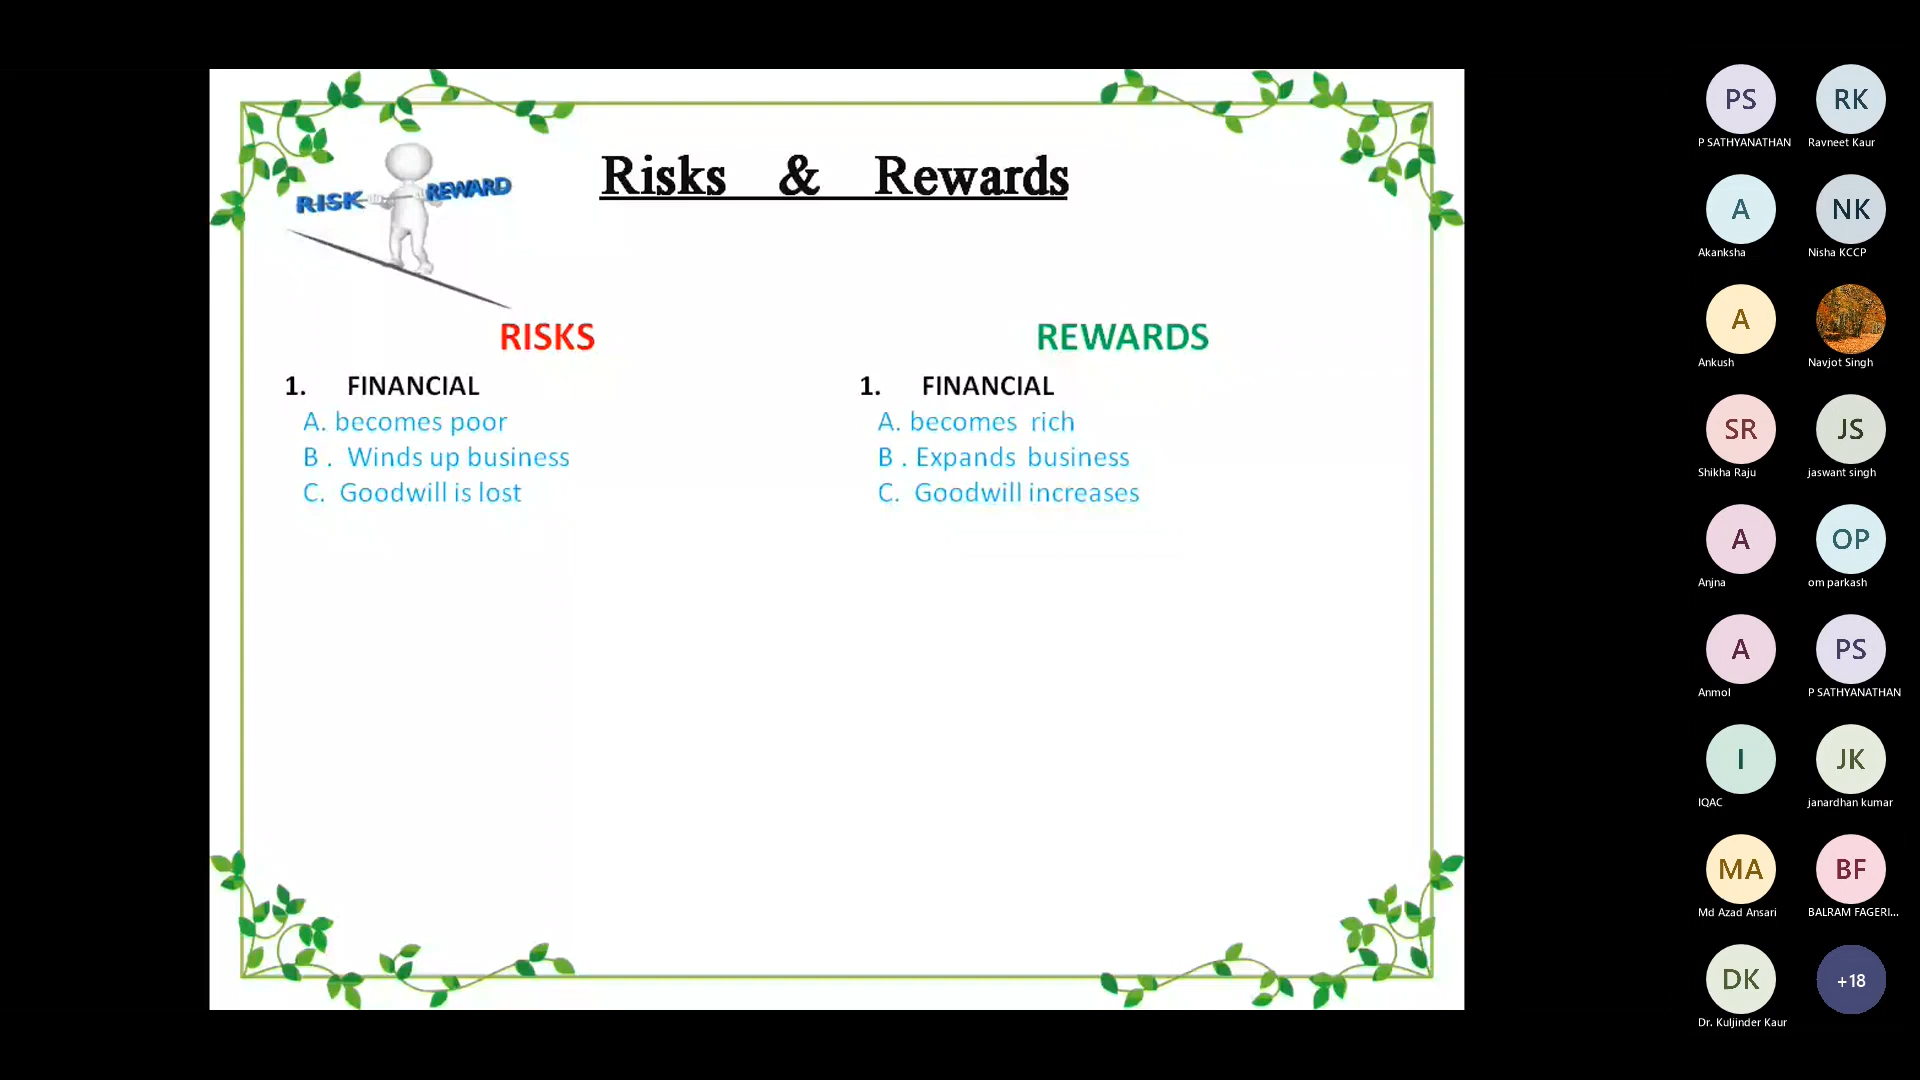 Risks & Rewards
RISK REWARD
RISKS
1. FINANCIAL
A. becomes poor
B . Winds up business
C. Goodwill is lost
REWARDS
1. FINANCIAL
A. becomes rich
B . Expands business
C. Goodwill increases
PS RK
P SATHYANATHAN Ravneet Kaur
A NK
Akanksha Nisha KCCP
A
Ankush Navjot Singh
SR JS
Shikha Raju jaswant singh
A OP
Anjna om parkash
A PS
Anmol P SATHYANATHAN
I JK
IQAC janardhan kumar
MA BF
Md Azad Ansari BALRAM FAGERI...
DK +18
Dr. Kuljinder Kaur